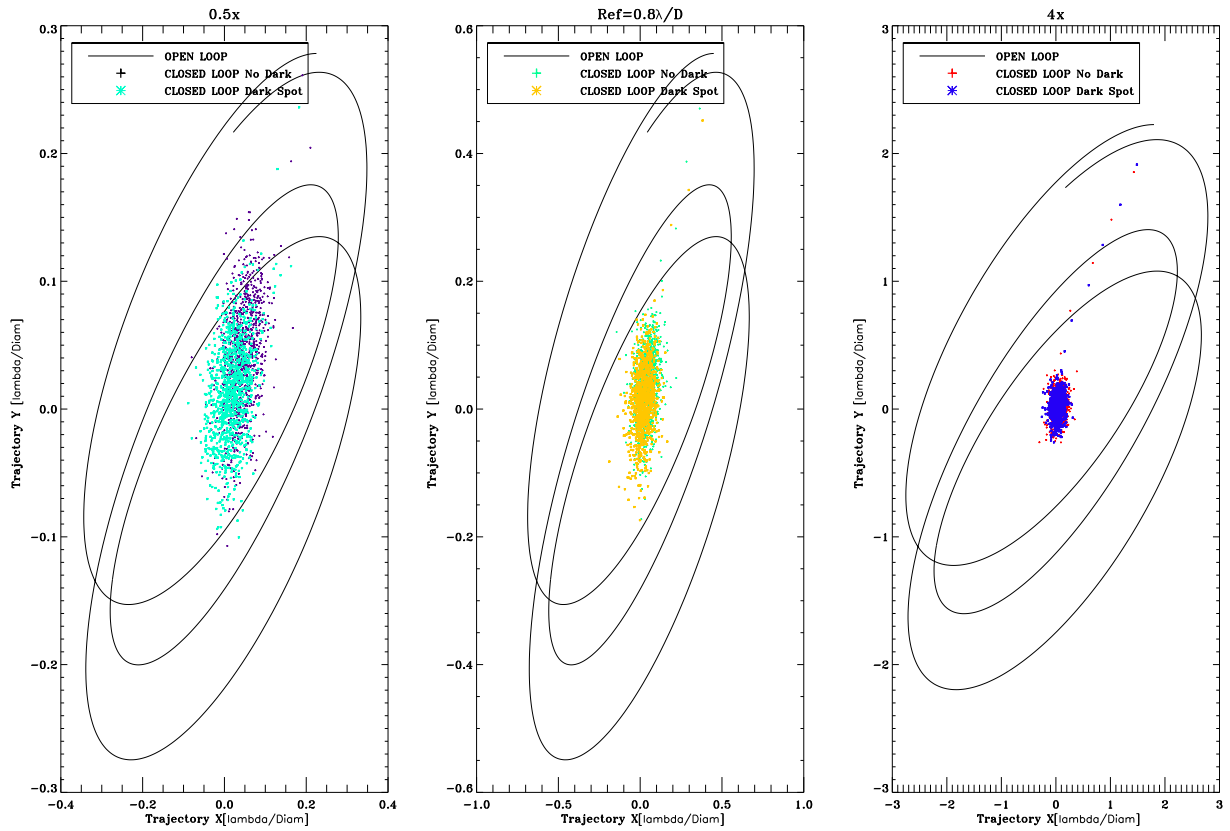 0.5x
OPEN LOOP
CLOSED LOOP No Dark
CLOSED LOOP Dark Spot
0.3
0.2
0.1
0.0
−0.1
−0.2
−0.3
Trajectory Y [lambda/Diam]
−0.4
−0.2
0.0
0.2
0.4
Trajectory X[lambda/Diam]
Ref=0.8λ/D
OPEN LOOP
CLOSED LOOP No Dark
CLOSED LOOP Dark Spot
0.6
0.4
0.2
0.0
−0.2
−0.4
−0.6
Trajectory Y [lambda/Diam]
−1.0
−0.5
0.0
0.5
1.0
Trajectory X[lambda/Diam]
4x
OPEN LOOP
CLOSED LOOP No Dark
CLOSED LOOP Dark Spot
3
2
1
0
−1
−2
−3
Trajectory Y [lambda/Diam]
−3
−2
−1
0
1
2
3
Trajectory X[lambda/Diam]